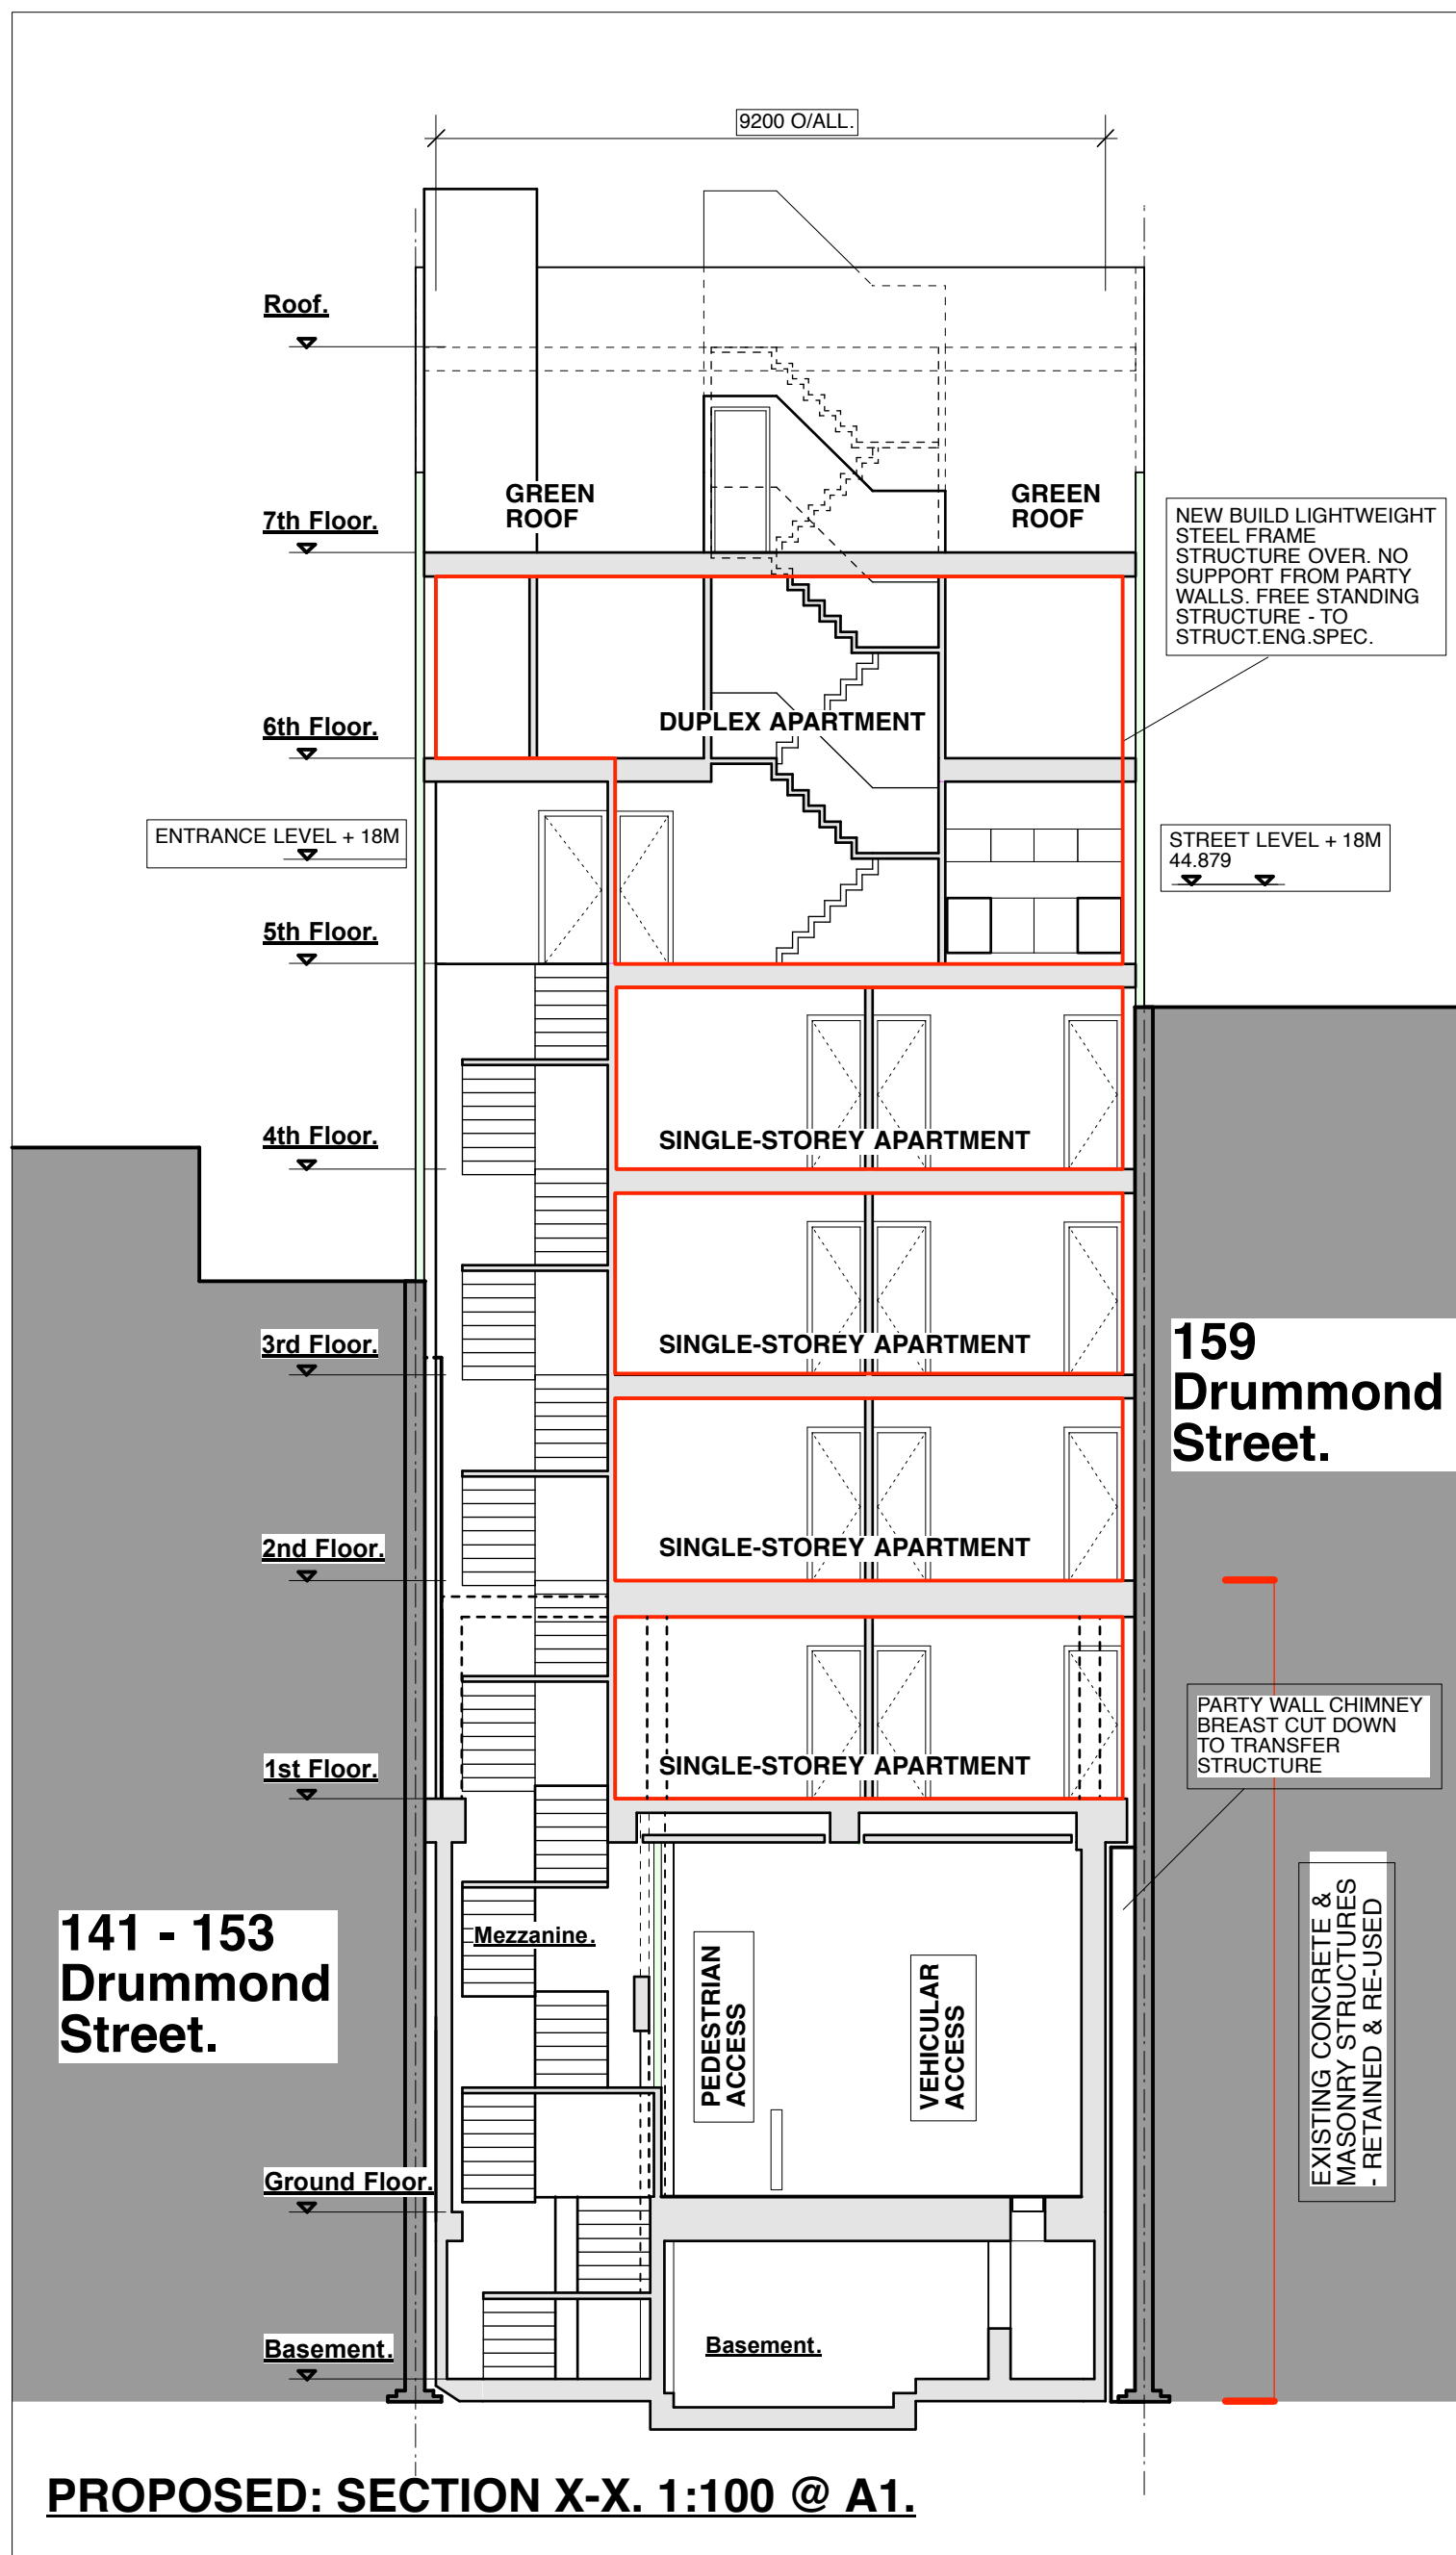 9200 O/ALL.
Roof.
GREEN
ROOF
GREEN
ROOF
7th Floor.
NEW BUILD LIGHTWEIGHT
STEEL FRAME
STRUCTURE OVER. NO
SUPPORT FROM PARTY
WALLS. FREE STANDING
STRUCTURE - TO
STRUCT.ENG.SPEC.
6th Floor.
DUPLEX APARTMENT
ENTRANCE LEVEL + 18M
STREET LEVEL + 18M
44.879
5th Floor.
4th Floor.
SINGLE-STOREY APARTMENT
3rd Floor.
SINGLE-STOREY APARTMENT
159
Drummond
Street.
2nd Floor.
SINGLE-STOREY APARTMENT
PARTY WALL CHIMNEY
BREAST CUT DOWN
TO TRANSFER
STRUCTURE
1st Floor.
SINGLE-STOREY APARTMENT
141 - 153
Drummond
Street.
Mezzanine.
PEDESTRIAN
ACCESS
VEHICULAR
ACCESS
EXISTING CONCRETE &
MASONRY STRUCTURES
- RETAINED & RE-USED
Ground Floor.
Basement.
Basement.
PROPOSED: SECTION X-X. 1:100 @ A1.